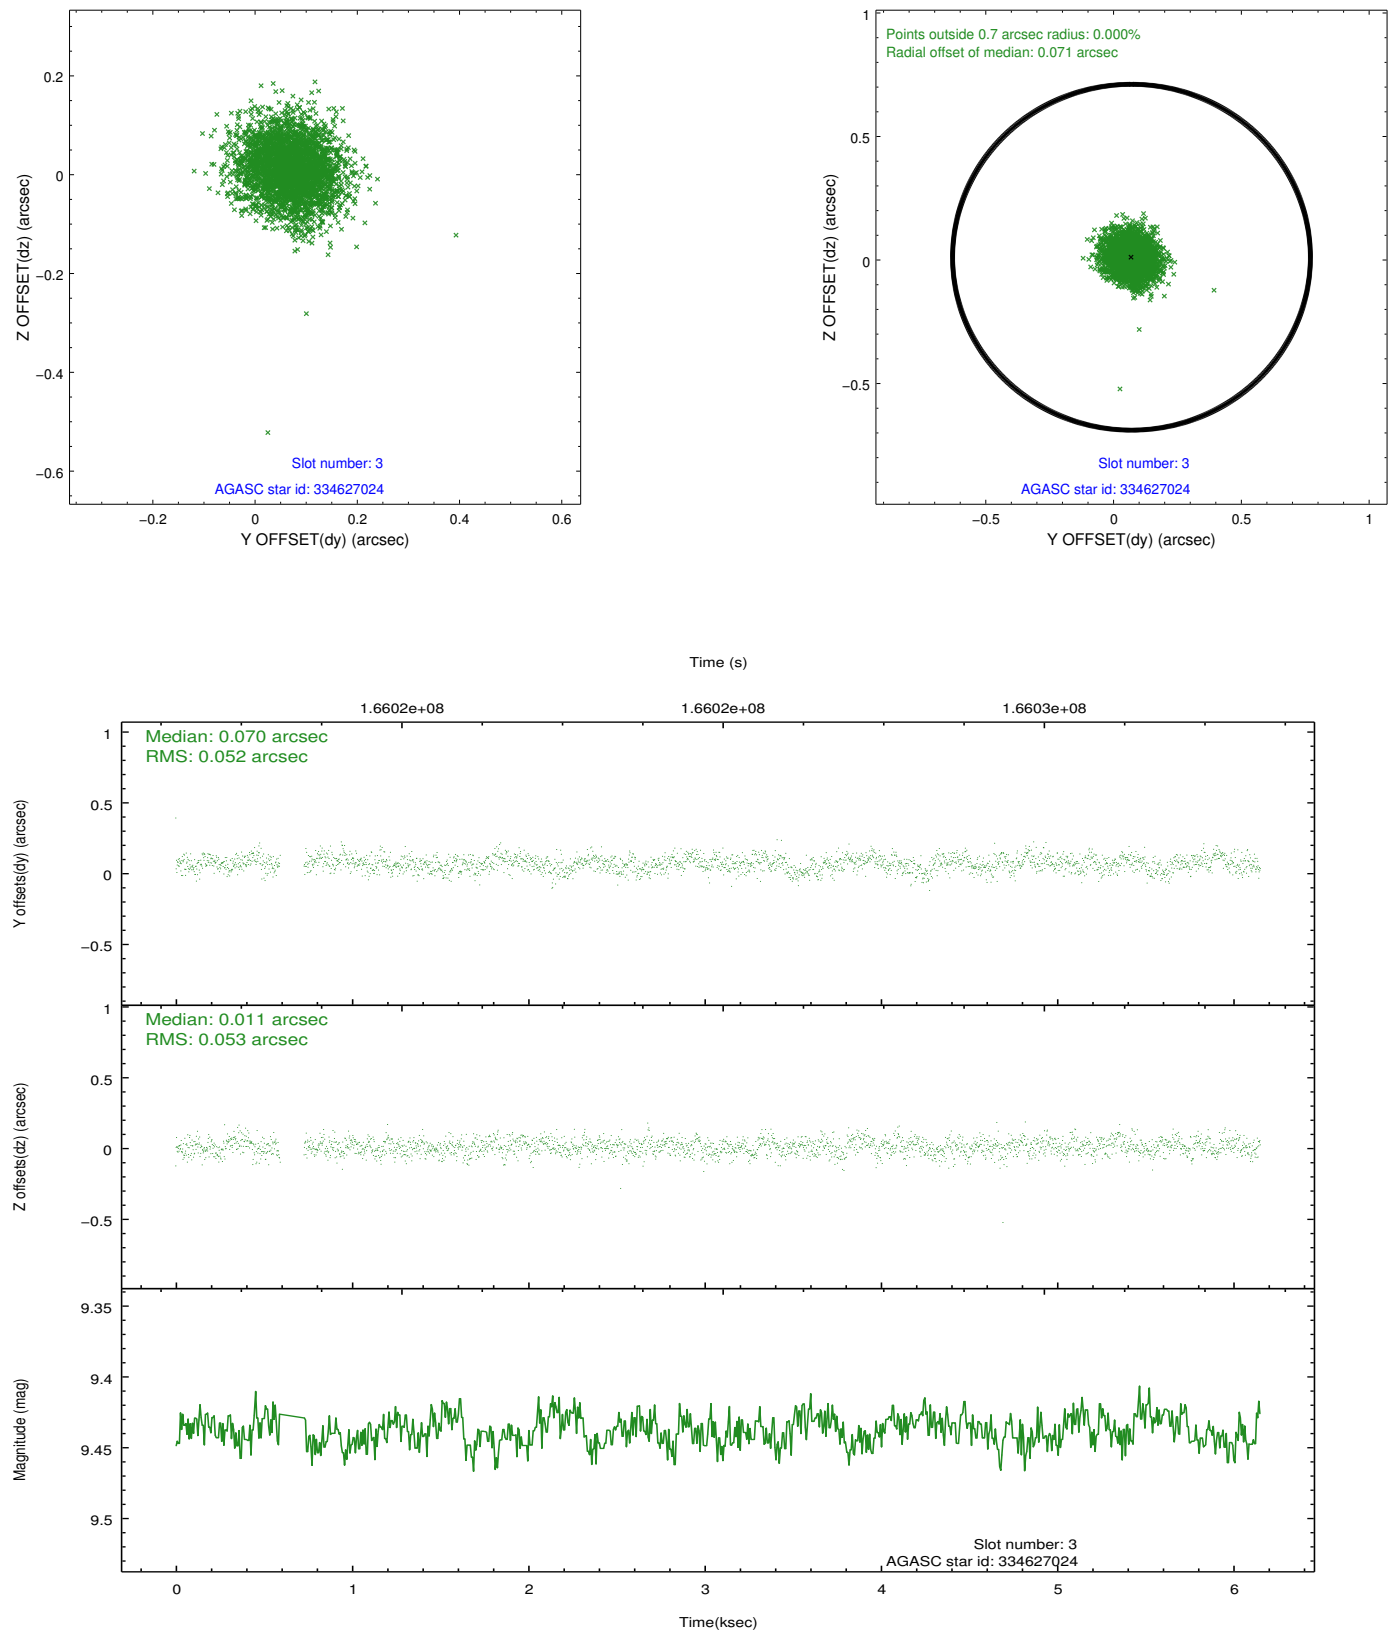 0.2
0
−0.2
−0.4
−0.6
Z OFFSET(dz) (arcsec)
Slot number: 3
AGASC star id: 334627024
−0.2
0
0.2
0.4
0.6
Y OFFSET(dy) (arcsec)
1
0.5
0
−0.5
Z OFFSET(dz) (arcsec)
Points outside 0.7 arcsec radius: 0.000%
Radial offset of median: 0.071 arcsec
Slot number: 3
AGASC star id: 334627024
−0.5
0
0.5
1
Y OFFSET(dy) (arcsec)
Time (s)
1.6602e+08
1.6602e+08
1.6603e+08
Median: 0.070 arcsec
RMS: 0.052 arcsec
1
0.5
0
−0.5
Y offsets(dy) (arcsec)
Median: 0.011 arcsec
RMS: 0.053 arcsec
1
0.5
0
−0.5
Z offsets(dz) (arcsec)
9.35
9.4
9.45
9.5
Magnitude (mag)
Slot number: 3
AGASC star id: 334627024
0
1
2
3
4
5
6
Time(ksec)